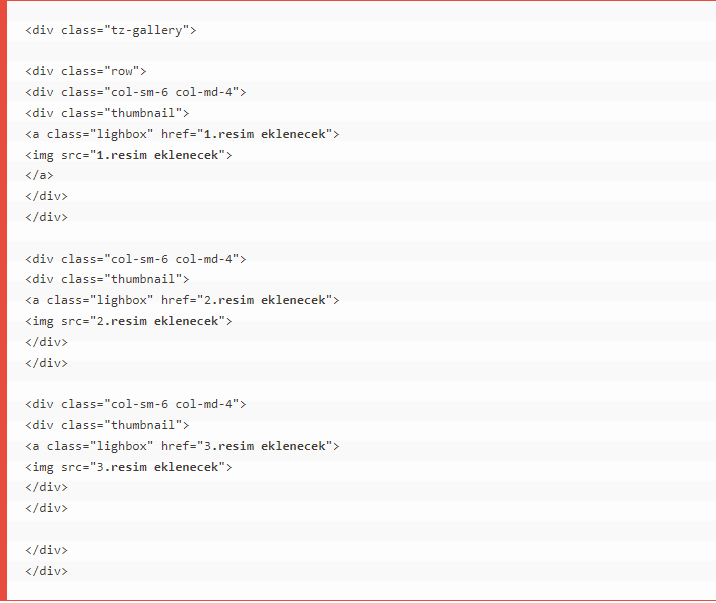 <div class="tz-gallery">
<div class="row">
<div class="col-sm-6 col-md-4">
<div class="thumbnail">
<a class="lighbox" href="1.resim eklenecek">
<img src="1.resim eklenecek">
</a>
</div>
</div>
<div class="col-sm-6 col-md-4">
<div class="thumbnail">
<a class="lighbox" href="2.resim eklenecek">
<img src="2.resim eklenecek">
</div>
</div>
<div class="col-sm-6 col-md-4">
<div class="thumbnail">
<a class="lighbox" href="3.resim eklenecek">
<img src="3.resim eklenecek">
</div>
</div>
</div>
</div>